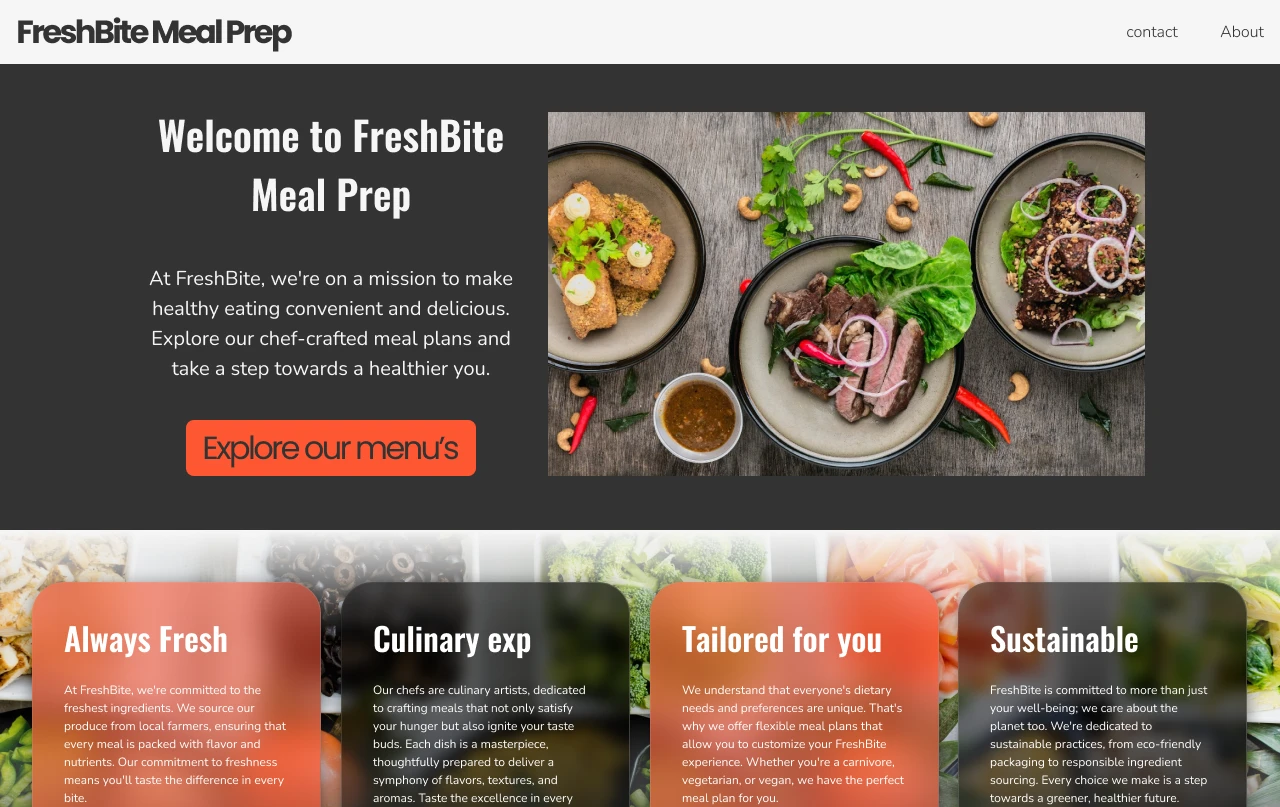 FreshBite Meal Prep
contact
About
Welcome to FreshBite
Meal Prep
At FreshBite, we're on a mission to make
healthy eating convenient and delicious.
Explore our chef-crafted meal plans and
take a step towards a healthier you.
Explore our menu’s
Always Fresh
At FreshBite, we're committed to the
freshest ingredients. We source our
produce from local farmers, ensuring that
every meal is packed with flavor and
nutrients. Our commitment to freshness
means you'll taste the difference in every
bite.
Culinary exp
Our chefs are culinary artists, dedicated
to crafting meals that not only satisfy
your hunger but also ignite your taste
buds. Each dish is a masterpiece,
thoughtfully prepared to deliver a
symphony of flavors, textures, and
aromas. Taste the excellence in every
Tailored for you
We understand that everyone's dietary
needs and preferences are unique. That's
why we offer flexible meal plans that
allow you to customize your FreshBite
experience. Whether you're a carnivore,
vegetarian, or vegan, we have the perfect
meal plan for you.
Sustainable
FreshBite is committed to more than just
your well-being; we care about the
planet too. We're dedicated to
sustainable practices, from eco-friendly
packaging to responsible ingredient
sourcing. Every choice we make is a step
towards a greener, healthier future.